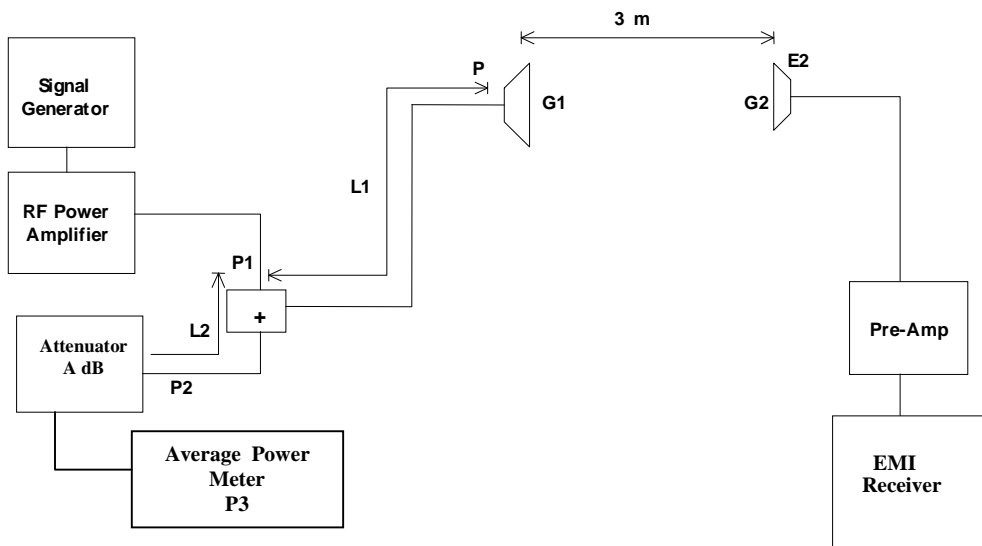 3 m
P
E2
Signal
Generator
G1
G2
L1
RF Power
Amplifier
P1
+
L2
Attenuator
A dB
P2
Pre-Amp
Average Power
Meter
P3
EMI
Receiver